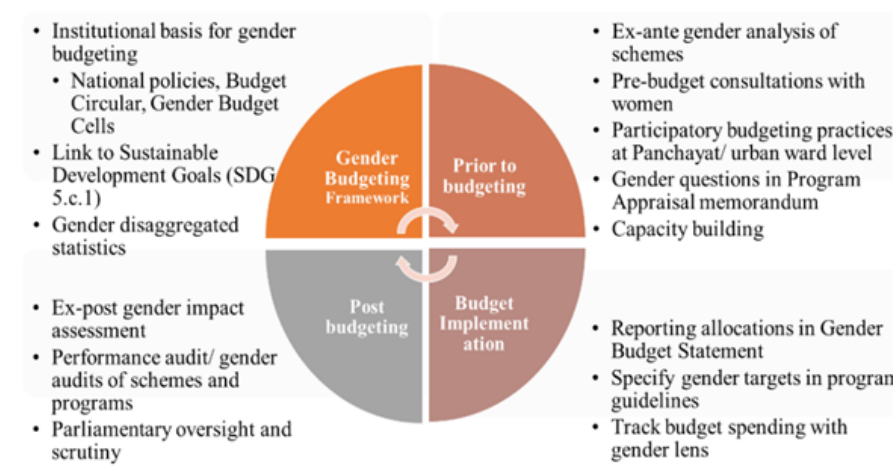 • Institutional basis for gender
budgeting
• National policies, Budget
Circular, Gender Budget
Cells
• Link to Sustainable
Development Goals (SDG
5.c.1)
• Gender disaggregated
statistics
• Ex-ante gender analysis of
schemes
• Pre-budget consultations with
women
• Participatory budgeting practices
at Panchayat/ urban ward level
• Gender questions in Program
Appraisal memorandum
• Capacity building
Gender
Budgeting
Framework
Prior to
budgeting
Post
budgeting
Budget
Implement
ation
• Ex-post gender impact
assessment
• Performance audit/ gender
audits of schemes and
programs
• Parliamentary oversight and
scrutiny
• Reporting allocations in Gender
Budget Statement
• Specify gender targets in program
guidelines
• Track budget spending with
gender lens